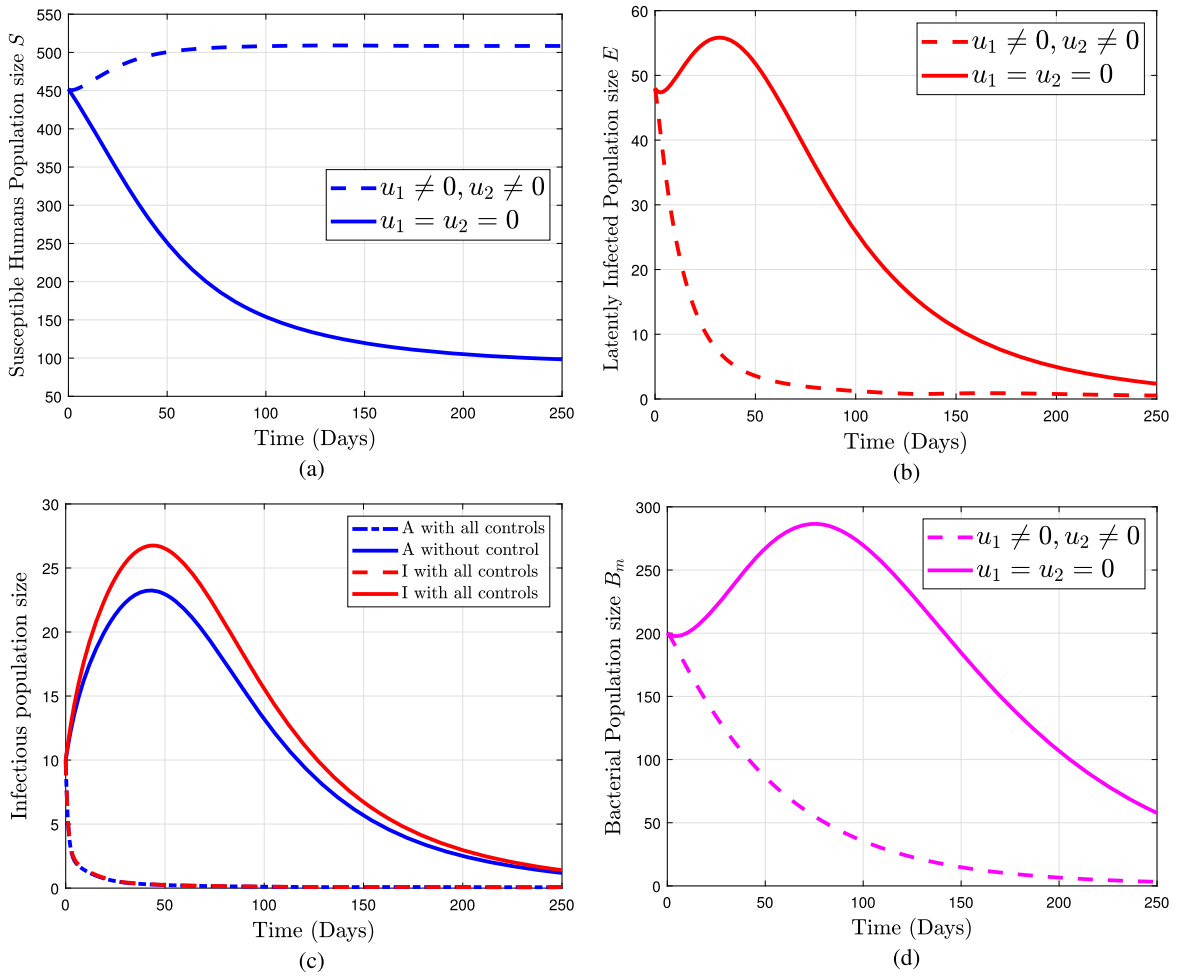 550
500
450
400
350
300
250
200
150
100
50
0 50 100 150 200 250
Susceptible Humans Population size S
Time (Days)
u₁ ≠ 0, u₂ ≠ 0
u₁ = u₂ = 0
(a)
60
50
40
30
20
10
0
0 50 100 150 200 250
Latently Infected Population size E
Time (Days)
u₁ ≠ 0, u₂ ≠ 0
u₁ = u₂ = 0
(b)
30
25
20
15
10
5
0
0 50 100 150 200 250
Infectious population size
Time (Days)
A with all controls
A without control
I with all controls
I with all controls
(c)
300
250
200
150
100
50
0
0 50 100 150 200 250
Bacterial Population size Bₘ
Time (Days)
u₁ ≠ 0, u₂ ≠ 0
u₁ = u₂ = 0
(d)